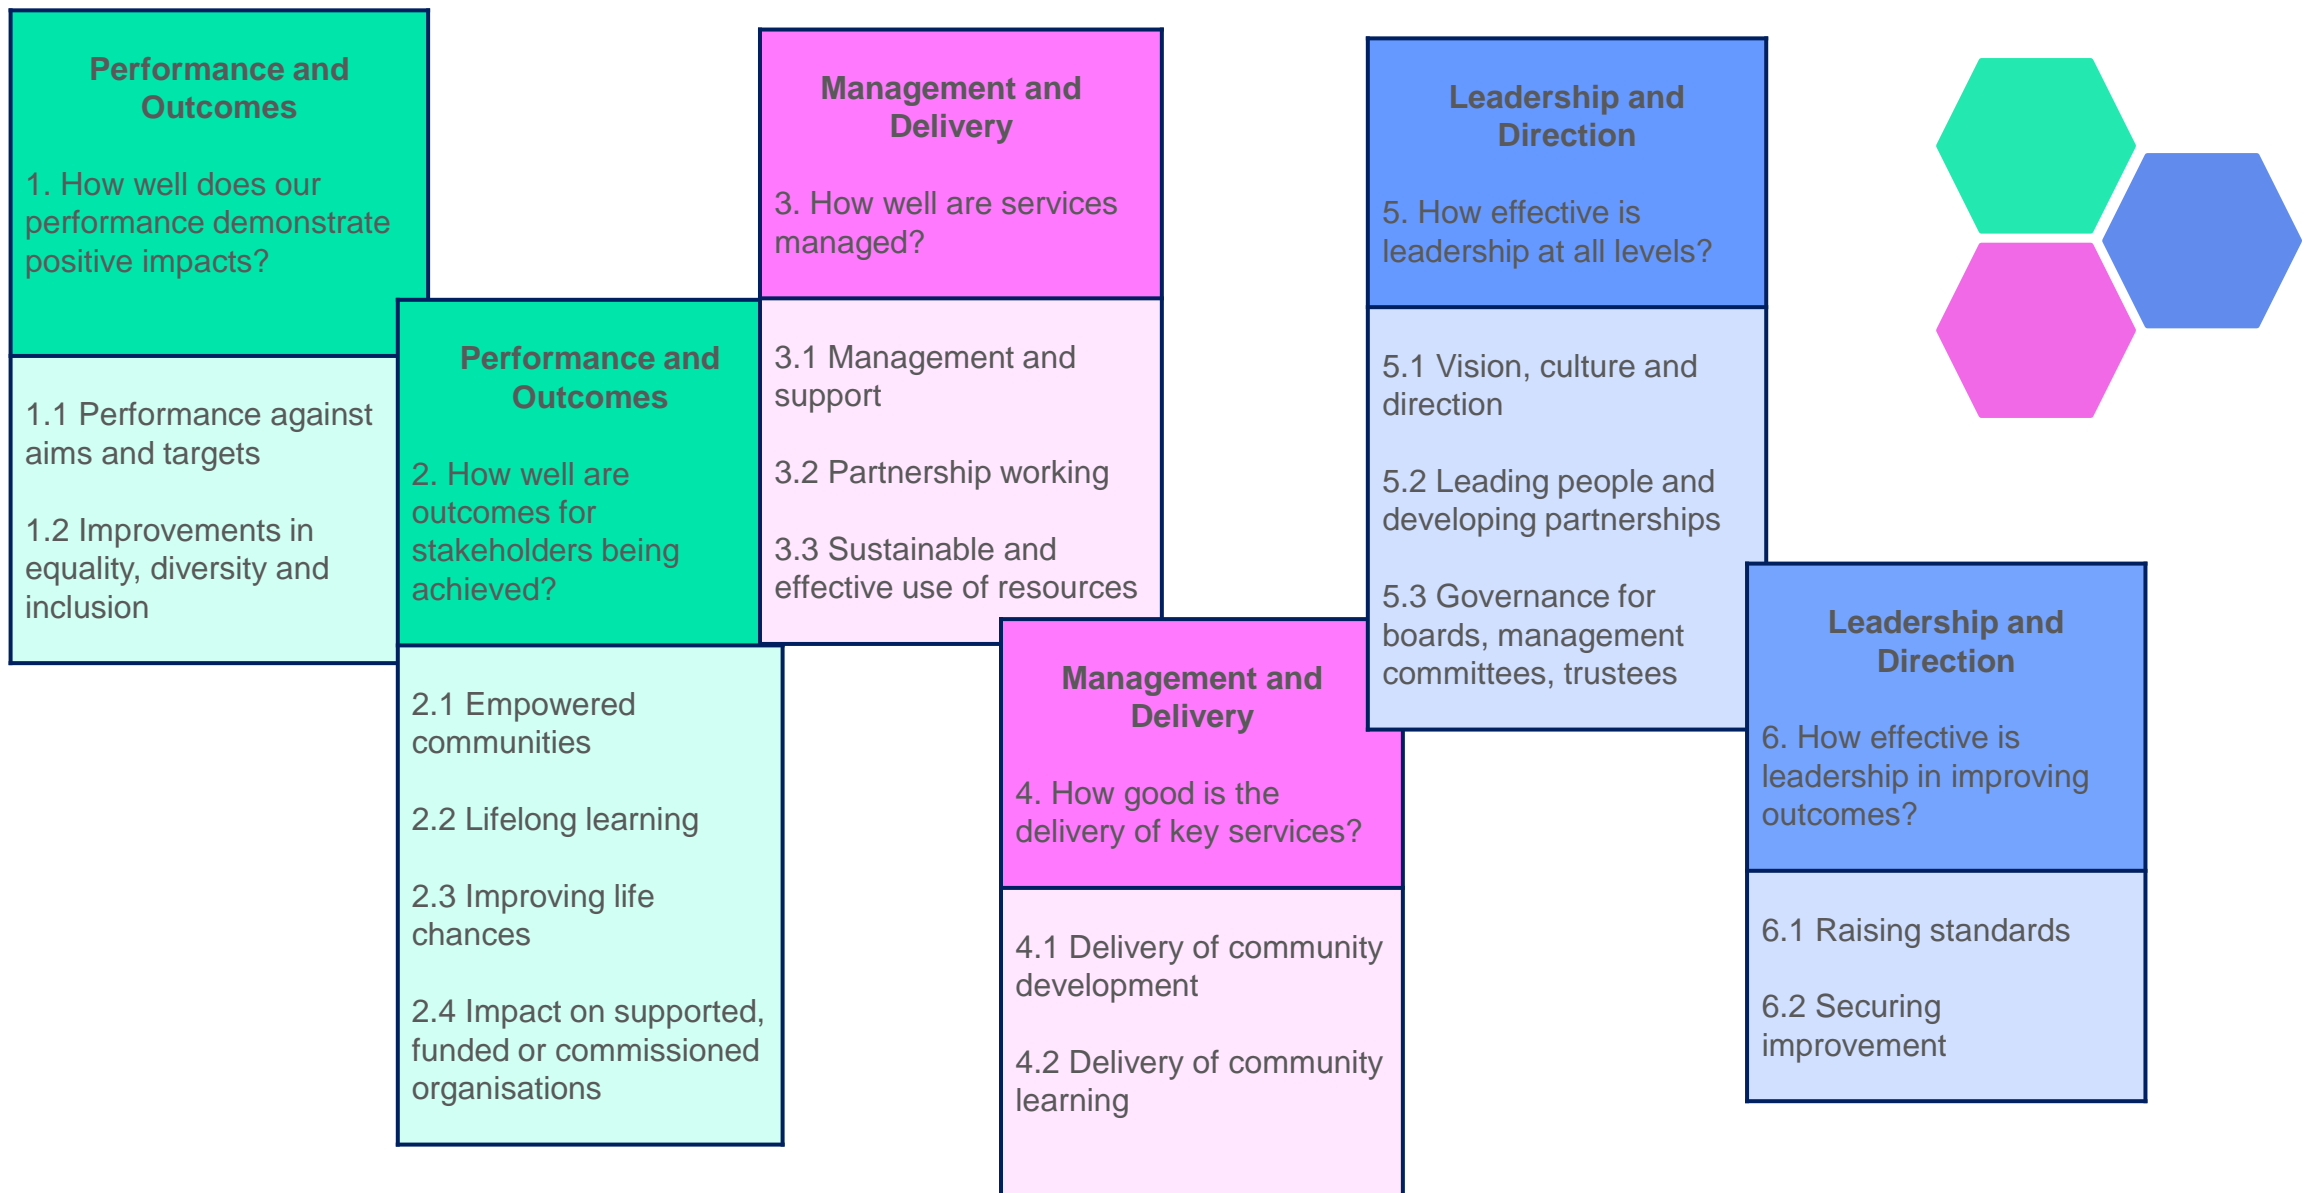 Performance and
Outcomes
1. How well does our
performance demonstrate
positive impacts?
1.1 Performance against
aims and targets
1.2 Improvements in
equality, diversity and
inclusion
Performance and
Outcomes
2. How well are
outcomes for
stakeholders being
achieved?
2.1 Empowered
communities
2.2 Lifelong learning
2.3 Improving life
chances
2.4 Impact on supported,
funded or commissioned
organisations
Management and
Delivery
3. How well are services
managed?
3.1 Management and
support
3.2 Partnership working
3.3 Sustainable and
effective use of resources
Management and
Delivery
4. How good is the
delivery of key services?
4.1 Delivery of community
development
4.2 Delivery of community
learning
Leadership and
Direction
5. How effective is
leadership at all levels?
5.1 Vision, culture and
direction
5.2 Leading people and
developing partnerships
5.3 Governance for
boards, management
committees, trustees
Leadership and
Direction
6. How effective is
leadership in improving
outcomes?
6.1 Raising standards
6.2 Securing
improvement